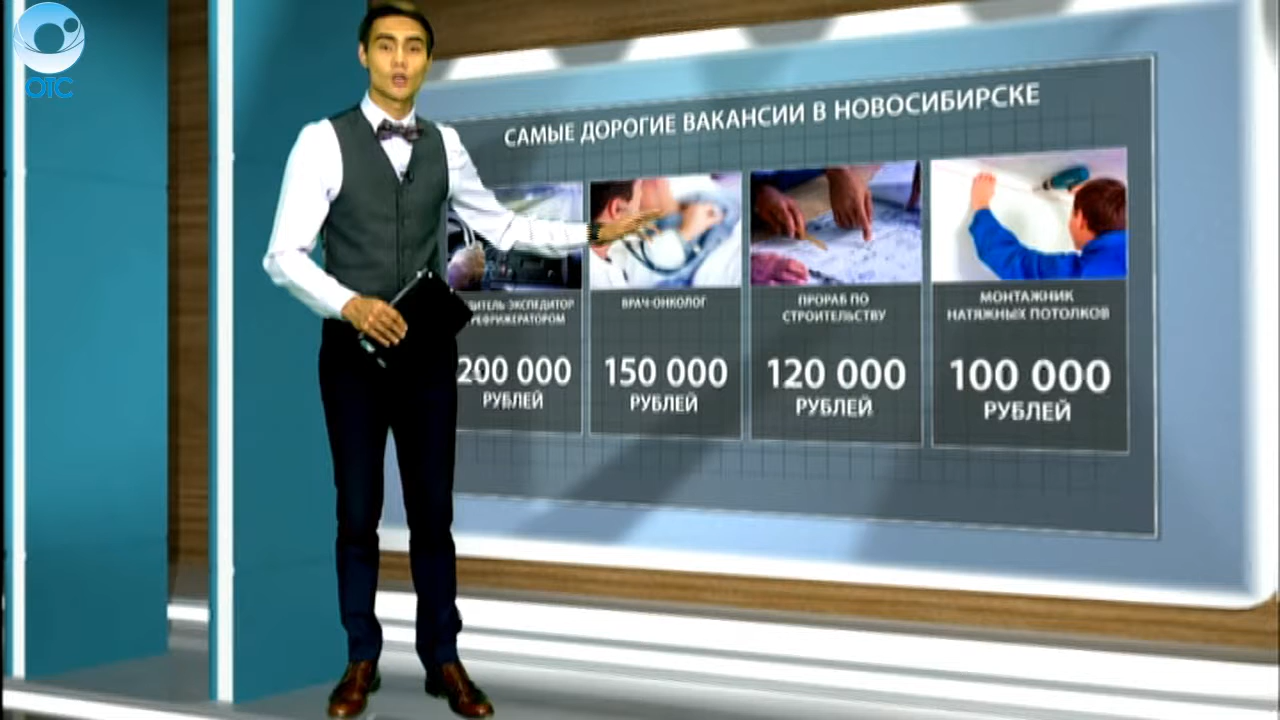 ОТС
САМЫЕ ДОРОГИЕ ВАКАНСИИ В НОВОСИБИРСКЕ
ЭКСПЕДИТОР
200 000
РУБЛЕЙ
ВРАЧ-ОНКОЛОГ
150 000
РУБЛЕЙ
ПРОРАБ ПО
СТРОИТЕЛЬСТВУ
120 000
РУБЛЕЙ
МОНТАЖНИК
НАТЯЖНЫХ ПОТОЛКОВ
100 000
РУБЛЕЙ